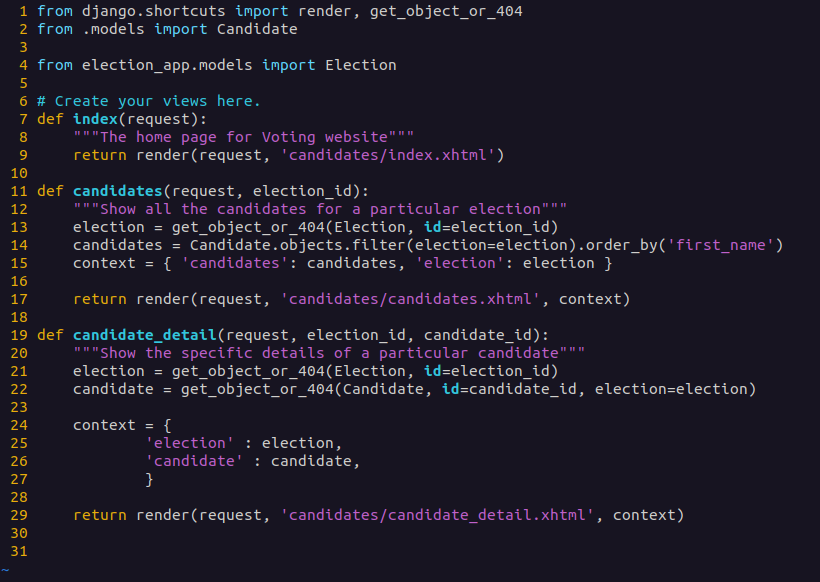 1 from django.shortcuts import render, get_object_or_404
2 from .models import Candidate
3
4 from election_app.models import Election
5
6 # Create your views here.
7 def index(request):
8     """The home page for Voting website"""
9     return render(request, 'candidates/index.xhtml')
10
11 def candidates(request, election_id):
12     """Show all the candidates for a particular election"""
13     election = get_object_or_404(Election, id=election_id)
14     candidates = Candidate.objects.filter(election=election).order_by('first_name')
15     context = { 'candidates': candidates, 'election': election }
16
17     return render(request, 'candidates/candidates.xhtml', context)
18
19 def candidate_detail(request, election_id, candidate_id):
20     """Show the specific details of a particular candidate"""
21     election = get_object_or_404(Election, id=election_id)
22     candidate = get_object_or_404(Candidate, id=candidate_id, election=election)
23
24     context = {
25             'election' : election,
26             'candidate' : candidate,
27             }
28
29     return render(request, 'candidates/candidate_detail.xhtml', context)
30
31
~